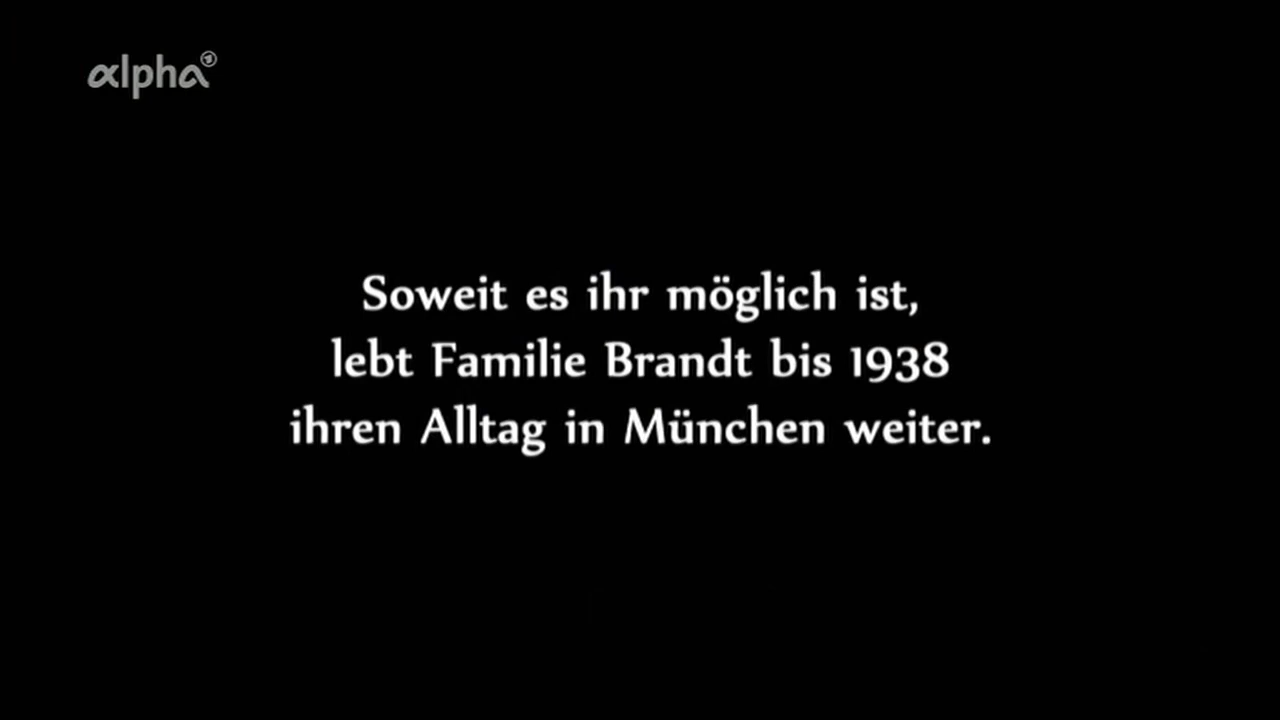 alpha
Soweit es ihr möglich ist,
lebt Familie Brandt bis 1938
ihren Alltag in München weiter.